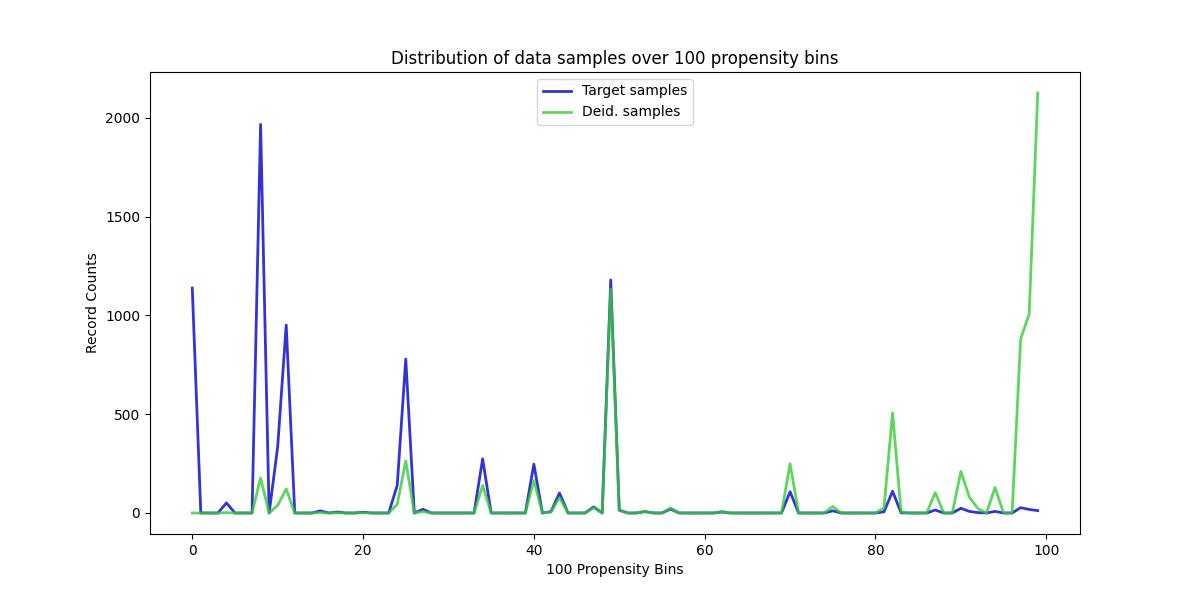 Distribution of data samples over 100 propensity bins
Target samples
Deid. samples
2000
1500
1000
500
0
Record Counts
0 20 40 60 80 100
100 Propensity Bins